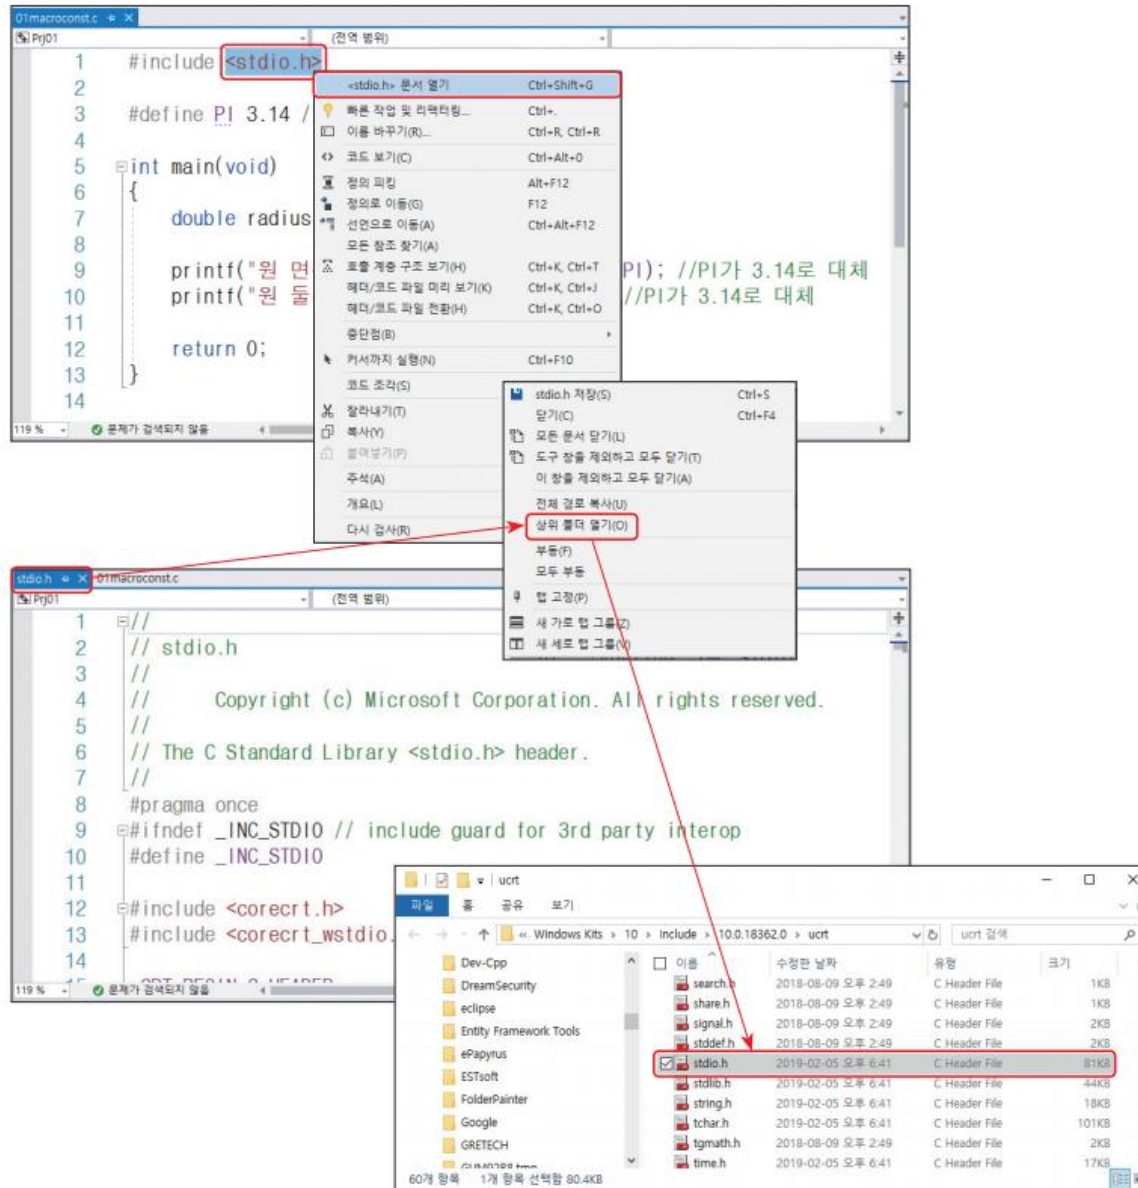 01macroconst.c
Prj01 (전역 범위)
1 #include <stdio.h>
2
3 #define PI 3.14 /
4
5 int main(void)
6 {
7 double radius
8
9 printf("원 면 PI); //PI가 3.14로 대체
10 printf("원 둘 //PI가 3.14로 대체
11
12 return 0;
13 }
14
119 % 문제가 검색되지 않음
<stdio.h> 문서 열기 Ctrl+Shift+G
빠른 작업 및 리팩터링... Ctrl+.
이름 바꾸기(R)... Ctrl+R, Ctrl+R
코드 보기(C) Ctrl+Alt+0
정의 피킹 Alt+F12
정의로 이동(G) F12
선언으로 이동(A) Ctrl+Alt+F12
모든 참조 찾기(A)
호출 계층 구조 보기(H) Ctrl+K, Ctrl+T
헤더/코드 파일 미리 보기(K) Ctrl+K, Ctrl+J
헤더/코드 파일 전환(H) Ctrl+K, Ctrl+O
중단점(B)
커서까지 실행(N) Ctrl+F10
코드 조각(S)
잘라내기(T)
복사(Y)
붙여넣기(P)
주석(A)
개요(L)
다시 검사(R)
stdio.h 저장(S) Ctrl+S
닫기(C) Ctrl+F4
모든 문서 닫기(L)
도구 창을 제외하고 모두 닫기(T)
이 창을 제외하고 모두 닫기(A)
전체 경로 복사(U)
상위 폴더 열기(O)
부동(F)
모두 부동
탭 고정(P)
새 가로 탭 그룹(Z)
새 세로 탭 그룹(V)
stdio.h 01macroconst.c
Prj01 (전역 범위)
1 //
2 // stdio.h
3 //
4 // Copyright (c) Microsoft Corporation. All rights reserved.
5 //
6 // The C Standard Library <stdio.h> header.
7 //
8 #pragma once
9 #ifndef _INC_STDIO // include guard for 3rd party interop
10 #define _INC_STDIO
11
12 #include <corecrt.h>
13 #include <corecrt_wstdio.
14
119 % 문제가 검색되지 않음
ucrt
파일 홈 공유 보기
« Windows Kits > 10 > Include > 10.0.18362.0 > ucrt ucrt 검색
Dev-Cpp
DreamSecurity
eclipse
Entity Framework Tools
ePapyrus
ESTsoft
FolderPainter
Google
GRETECH
이름 수정한 날짜 유형 크기
search.h 2018-08-09 오후 2:49 C Header File 1KB
share.h 2018-08-09 오후 2:49 C Header File 1KB
signal.h 2018-08-09 오후 2:49 C Header File 2KB
stddef.h 2018-08-09 오후 2:49 C Header File 2KB
stdio.h 2019-02-05 오후 6:41 C Header File 81KB
stdlib.h 2019-02-05 오후 6:41 C Header File 44KB
string.h 2019-02-05 오후 6:41 C Header File 18KB
tchar.h 2019-02-05 오후 6:41 C Header File 101KB
tgmath.h 2018-08-09 오후 2:49 C Header File 2KB
time.h 2019-02-05 오후 6:41 C Header File 17KB
60개 항목 1개 항목 선택함 80.4KB